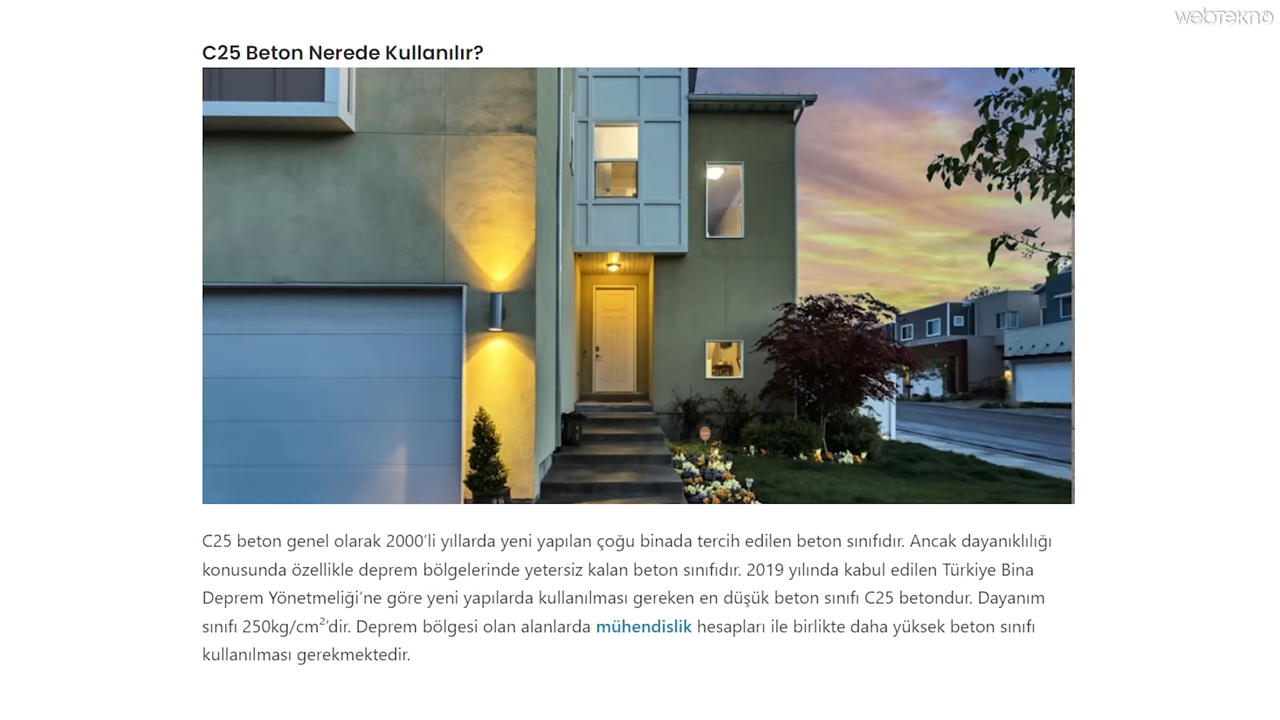 webtekno
C25 Beton Nerede Kullanılır?
C25 beton genel olarak 2000’li yıllarda yeni yapılan çoğu binada tercih edilen beton sınıfıdır. Ancak dayanıklılığı
konusunda özellikle deprem bölgelerinde yetersiz kalan beton sınıfıdır. 2019 yılında kabul edilen Türkiye Bina
Deprem Yönetmeliği’ne göre yeni yapılarda kullanılması gereken en düşük beton sınıfı C25 betondur. Dayanım
sınıfı 250kg/cm²’dir. Deprem bölgesi olan alanlarda mühendislik hesapları ile birlikte daha yüksek beton sınıfı
kullanılması gerekmektedir.